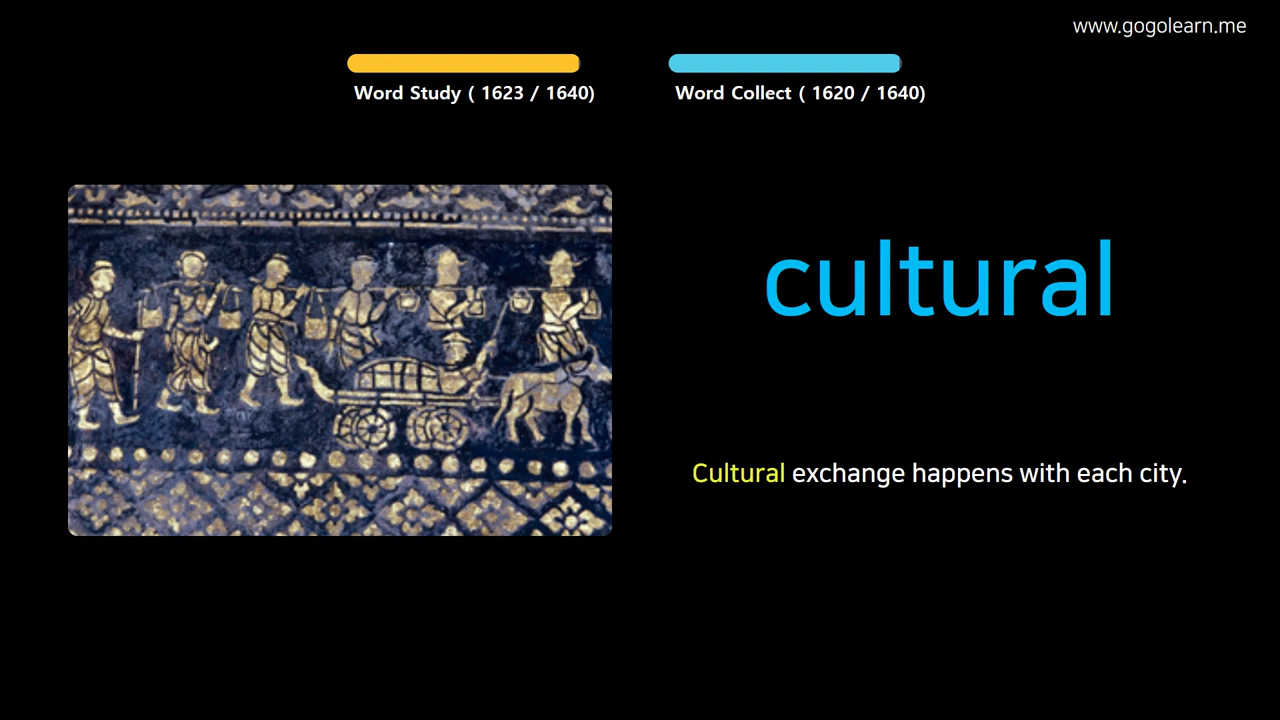 www.gogolearn.me
Word Study ( 1623 / 1640)
Word Collect ( 1620 / 1640)
cultural
Cultural exchange happens with each city.